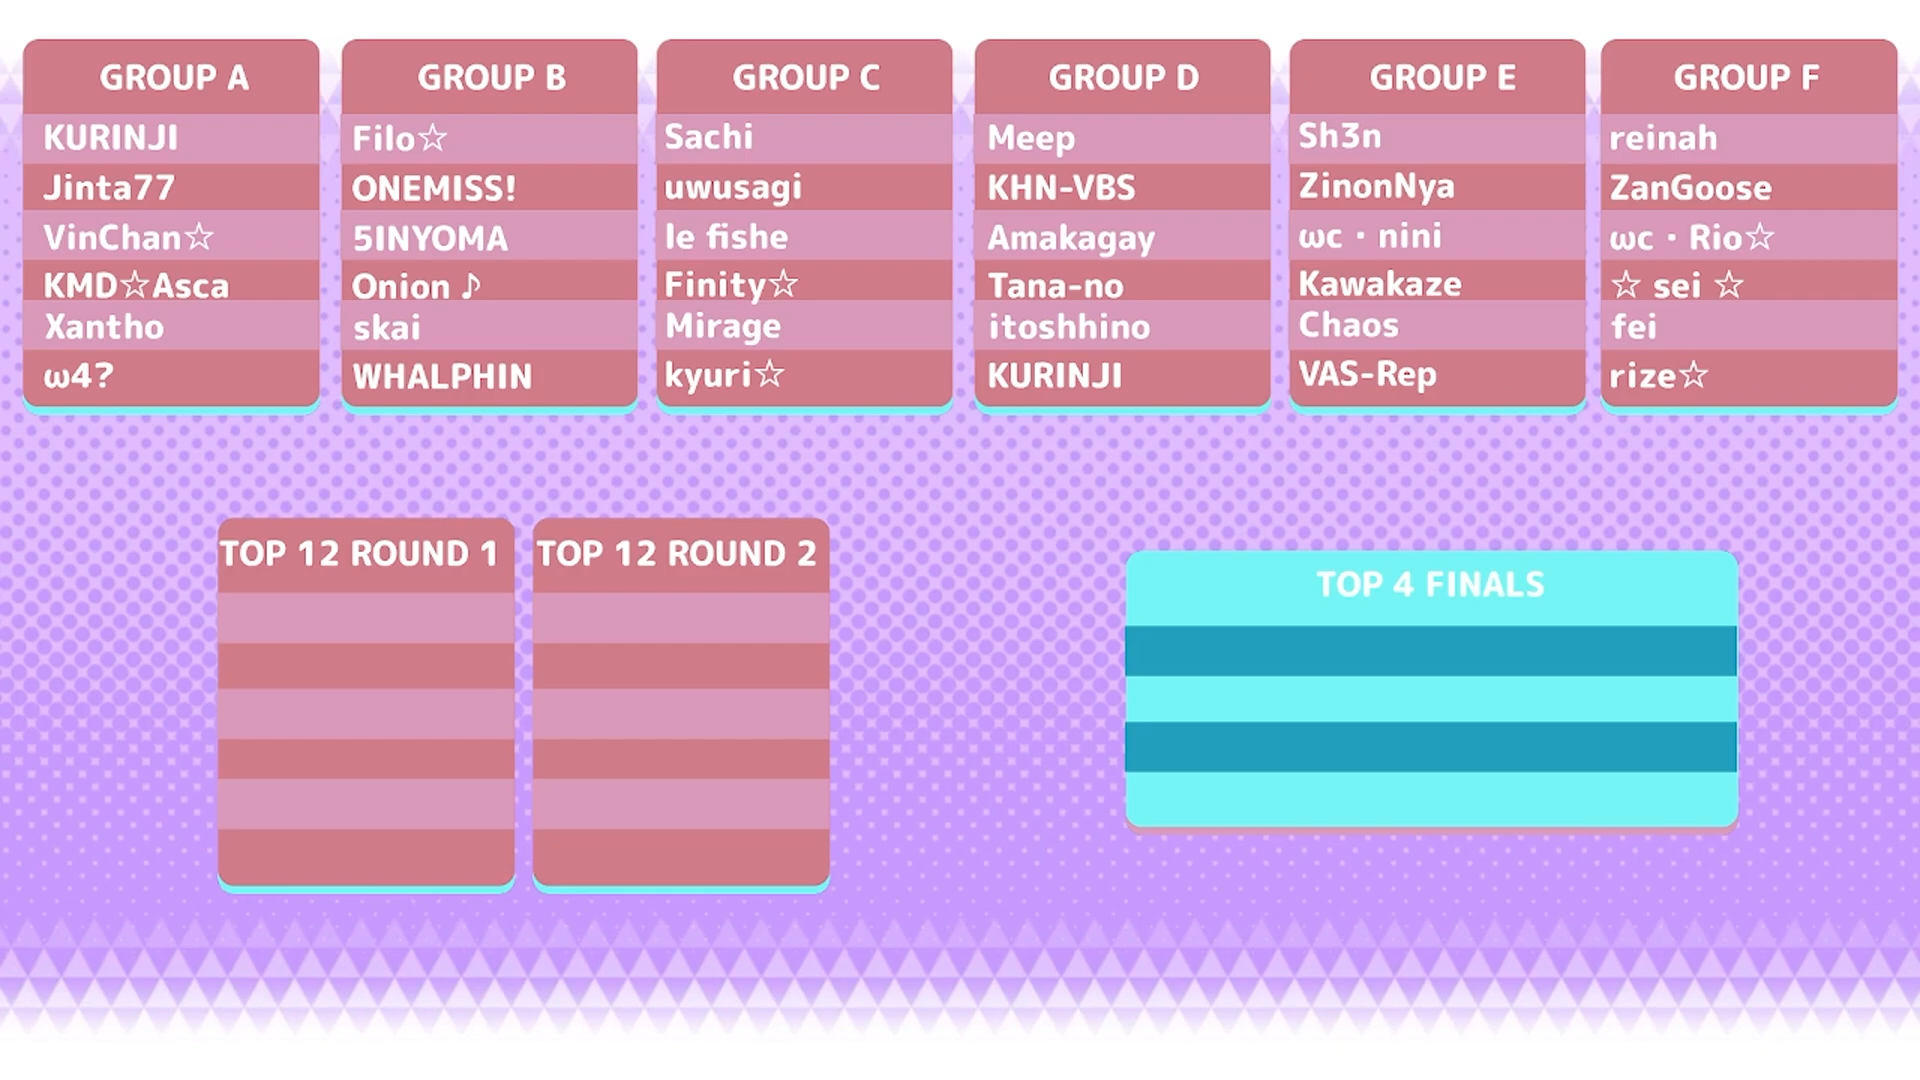 GROUP A
KURINJI
Jinta77
VinChan☆
KMD☆Asca
Xantho
ω4?
GROUP B
Filo☆
ONEMISS!
5INYOMA
Onion ♪
skai
WHALPHIN
GROUP C
Sachi
uwusagi
le fishe
Finity☆
Mirage
kyuri☆
GROUP D
Meep
KHN-VBS
Amakagay
Tana-no
itoshhino
KURINJI
GROUP E
Sh3n
ZinonNya
ωc・nini
Kawakaze
Chaos
VAS-Rep
GROUP F
reinah
ZanGoose
ωc・Rio☆
☆ sei ☆
fei
rize☆
TOP 12 ROUND 1
TOP 12 ROUND 2
TOP 4 FINALS